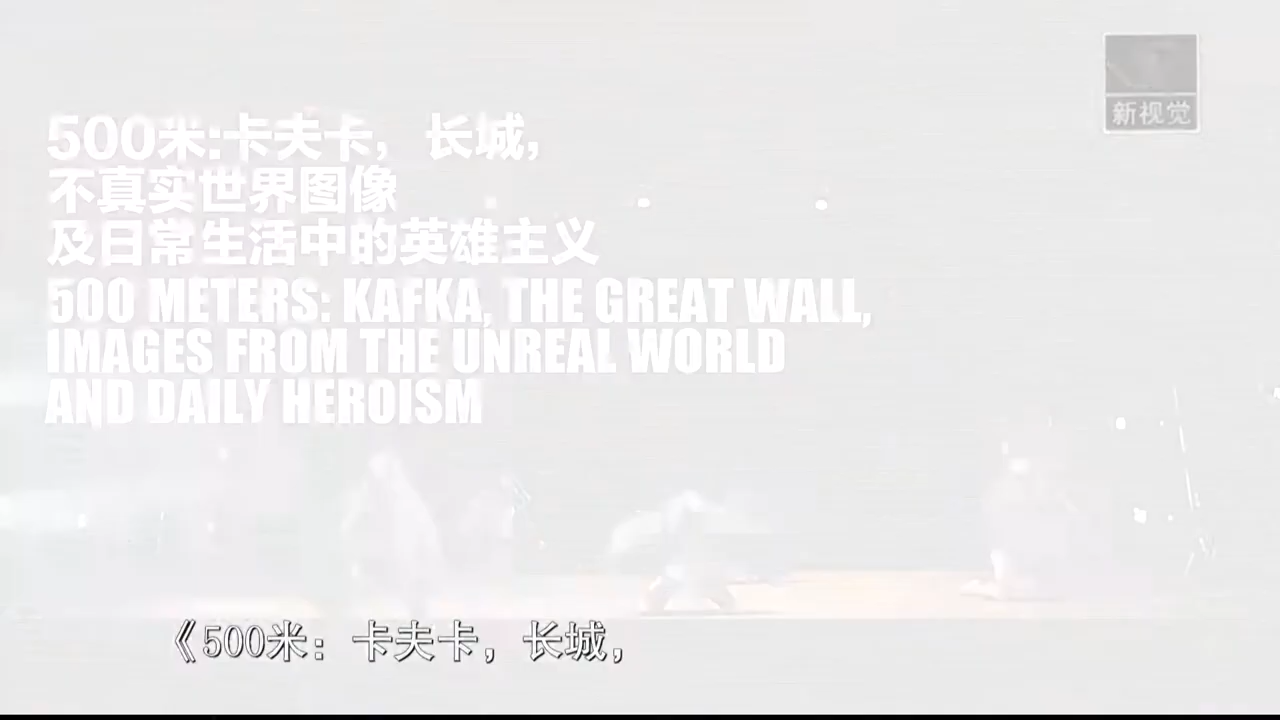 新视觉
500米:卡夫卡，长城，
不真实世界图像
及日常生活中的英雄主义
500 METERS: KAFKA, THE GREAT WALL,
IMAGES FROM THE UNREAL WORLD
AND DAILY HEROISM
《500米：卡夫卡，长城，